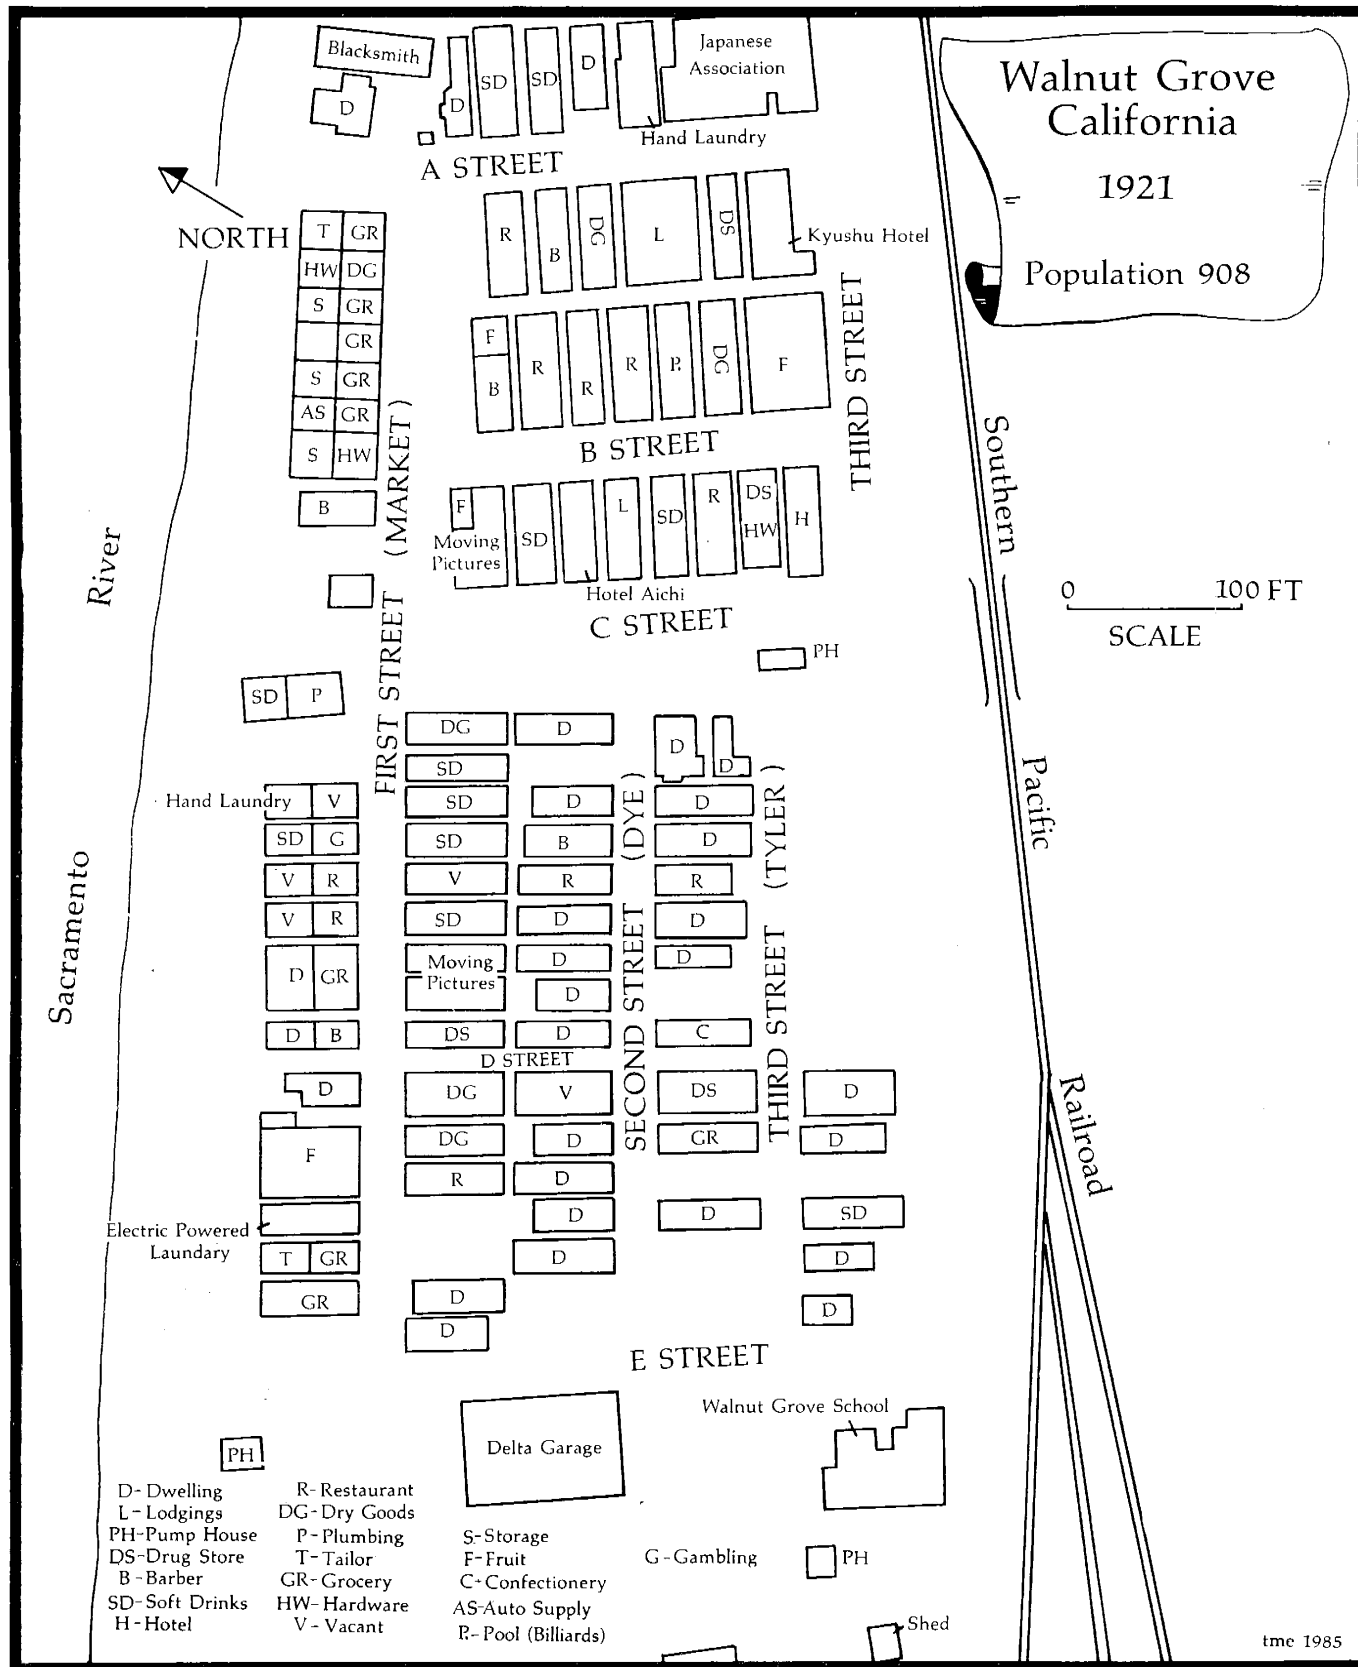 Walnut Grove
California
1921
Population 908
Blacksmith
D
D
SD
SD
D
Japanese
Association
Hand Laundry
A STREET
NORTH
T GR
HW DG
S GR
GR
S GR
AS GR
S HW
B
R
B
DG
L
DS
Kyushu Hotel
F
B
R
R
R
P.
DG
F
B STREET
THIRD STREET
FIRST STREET (MARKET)
F
Moving
Pictures
SD
L
SD
R
DS
HW
H
Hotel Aichi
C STREET
PH
0 100 FT
SCALE
Southern
Pacific
Railroad
Sacramento
River
SD P
DG D
D
D
SD
Hand Laundry V
SD D D
SD G
SD B D
V R
V R R
V R
SD D D
D GR
Moving
Pictures
D D
D
D B
DS D C
D STREET
SECOND STREET (DYE)
THIRD STREET (TYLER)
D
DG V DS D
F
DG D GR D
R D
D D SD
Electric Powered
Laundary
T GR
D D
GR
D D
D
E STREET
Delta Garage
Walnut Grove School
PH
D-Dwelling
L-Lodgings
PH-Pump House
DS-Drug Store
B-Barber
SD-Soft Drinks
H-Hotel
R-Restaurant
DG-Dry Goods
P-Plumbing
T-Tailor
GR-Grocery
HW-Hardware
V-Vacant
S-Storage
F-Fruit
C-Confectionery
AS-Auto Supply
P.-Pool (Billiards)
G-Gambling
PH
Shed
tme 1985